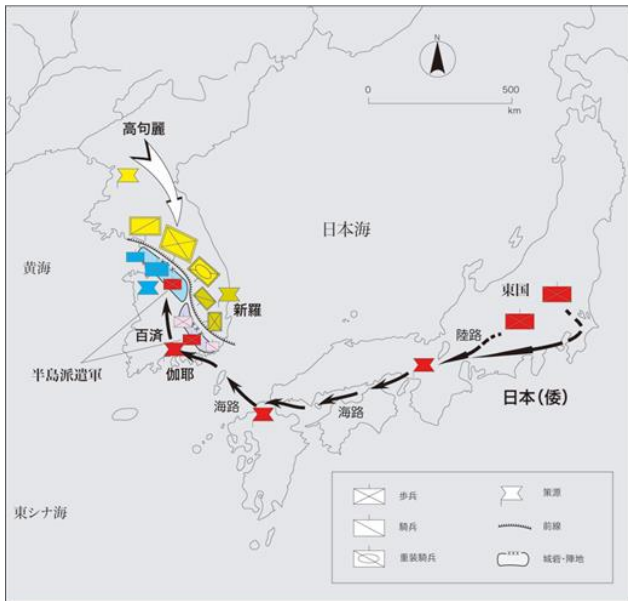 N
0
500
km
高句麗
日本海
黄海
新羅
東国
百済
陸路
半島派遣軍
伽耶
日本(倭)
海路
海路
東シナ海
歩兵
策源
騎兵
前線
重装騎兵
城砦・陣地